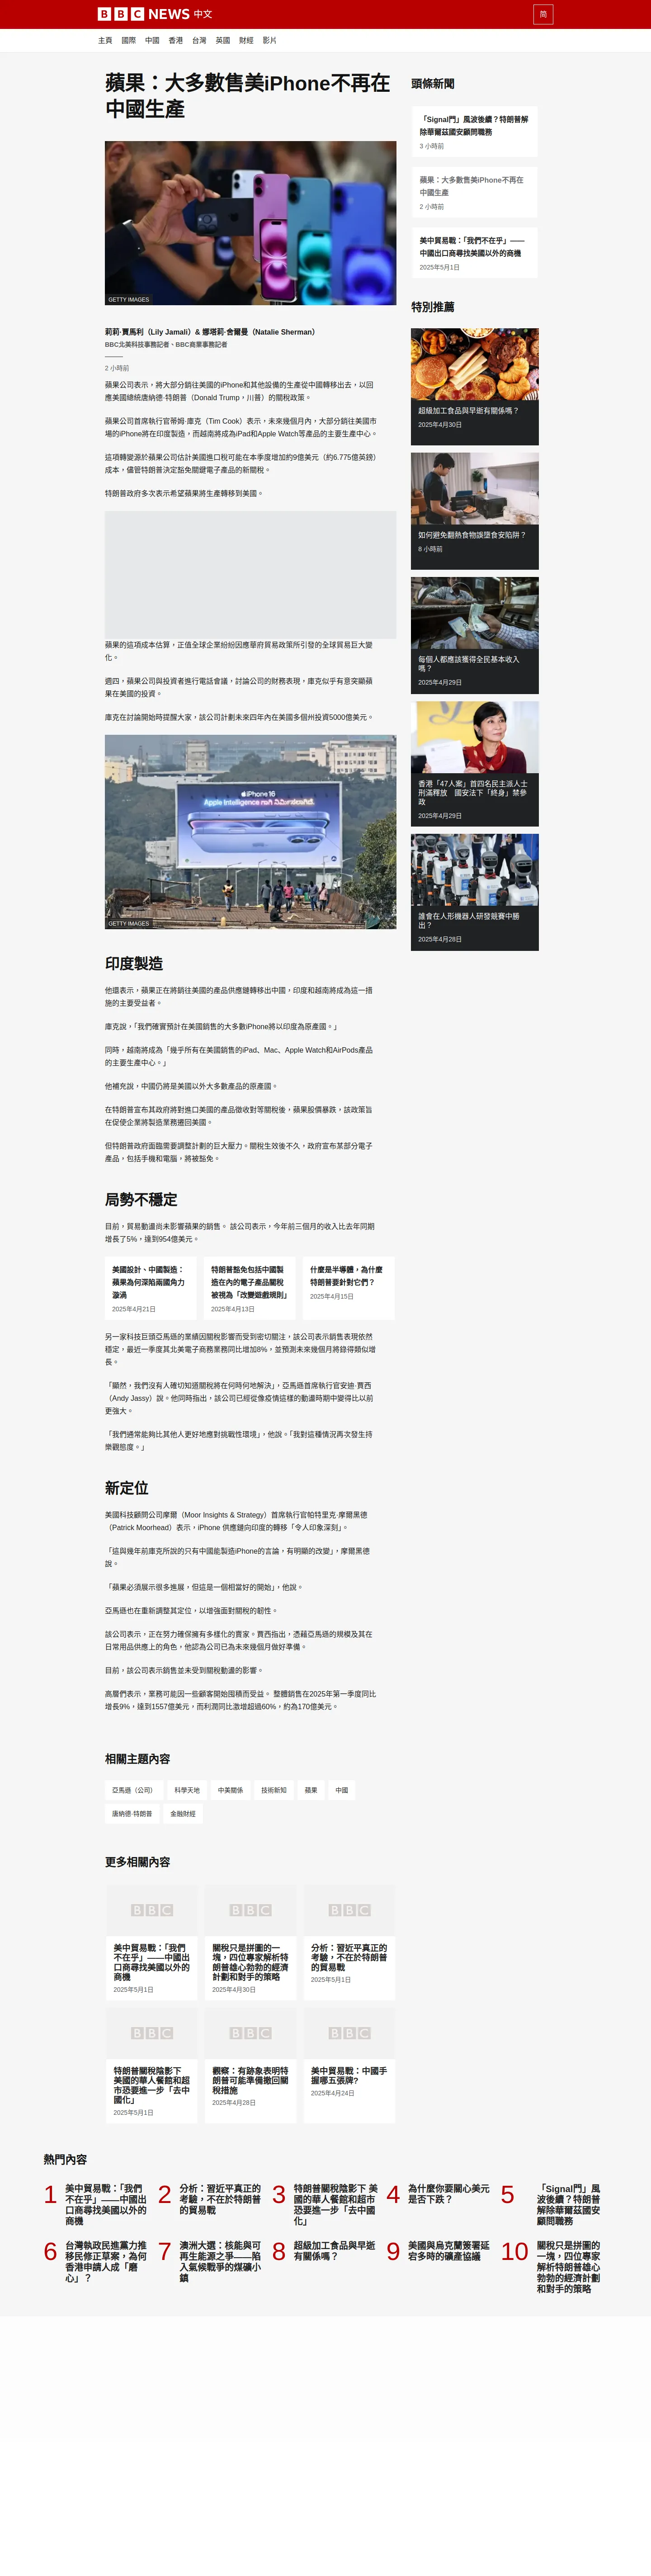 BBC NEWS 中文
简
主頁 國際 中國 香港 台灣 英國 財經 影片
蘋果：大多數售美iPhone不再在
中國生產
GETTY IMAGES
莉莉·賈馬利（Lily Jamali）& 娜塔莉·舍爾曼（Natalie Sherman）
BBC北美科技事務記者、BBC商業事務記者
2 小時前
蘋果公司表示，將大部分銷往美國的iPhone和其他設備的生產從中國轉移出去，以回
應美國總統唐納德·特朗普（Donald Trump，川普）的關稅政策。
蘋果公司首席執行官蒂姆·庫克（Tim Cook）表示，未來幾個月內，大部分銷往美國市
場的iPhone將在印度製造，而越南將成為iPad和Apple Watch等產品的主要生產中心。
這項轉變源於蘋果公司估計美國進口稅可能在本季度增加約9億美元（約6.775億英鎊）
成本，儘管特朗普決定豁免關鍵電子產品的新關稅。
特朗普政府多次表示希望蘋果將生產轉移到美國。
蘋果的這項成本估算，正值全球企業紛紛因應華府貿易政策所引發的全球貿易巨大變
化。
週四，蘋果公司與投資者進行電話會議，討論公司的財務表現，庫克似乎有意突顯蘋
果在美國的投資。
庫克在討論開始時提醒大家，該公司計劃未來四年內在美國多個州投資5000億美元。
iPhone 16
Apple Intelligence
GETTY IMAGES
印度製造
他還表示，蘋果正在將銷往美國的產品供應鏈轉移出中國，印度和越南將成為這一措
施的主要受益者。
庫克說，「我們確實預計在美國銷售的大多數iPhone將以印度為原產國。」
同時，越南將成為「幾乎所有在美國銷售的iPad、Mac、Apple Watch和AirPods產品
的主要生產中心。」
他補充說，中國仍將是美國以外大多數產品的原產國。
在特朗普宣布其政府將對進口美國的產品徵收對等關稅後，蘋果股價暴跌，該政策旨
在促使企業將製造業務遷回美國。
但特朗普政府面臨需要調整計劃的巨大壓力。關稅生效後不久，政府宣布某部分電子
產品，包括手機和電腦，將被豁免。
局勢不穩定
目前，貿易動盪尚未影響蘋果的銷售。 該公司表示，今年前三個月的收入比去年同期
增長了5%，達到954億美元。
美國設計、中國製造：
蘋果為何深陷兩國角力
漩渦
2025年4月21日
特朗普豁免包括中國製
造在內的電子產品關稅
被視為「改變遊戲規則」
2025年4月13日
什麼是半導體，為什麼
特朗普要針對它們？
2025年4月15日
另一家科技巨頭亞馬遜的業績因關稅影響而受到密切關注，該公司表示銷售表現依然
穩定，最近一季度其北美電子商務業務同比增加8%，並預測未來幾個月將錄得類似增
長。
「顯然，我們沒有人確切知道關稅將在何時何地解決」，亞馬遜首席執行官安迪·賈西
（Andy Jassy）說。他同時指出，該公司已經從像疫情這樣的動盪時期中變得比以前
更強大。
「我們通常能夠比其他人更好地應對挑戰性環境」，他說。「我對這種情況再次發生持
樂觀態度。」
新定位
美國科技顧問公司摩爾（Moor Insights & Strategy）首席執行官帕特里克·摩爾黑德
（Patrick Moorhead）表示，iPhone 供應鏈向印度的轉移「令人印象深刻」。
「這與幾年前庫克所說的只有中國能製造iPhone的言論，有明顯的改變」，摩爾黑德
說。
「蘋果必須展示很多進展，但這是一個相當好的開始」，他說。
亞馬遜也在重新調整其定位，以增強面對關稅的韌性。
該公司表示，正在努力確保擁有多樣化的賣家。賈西指出，憑藉亞馬遜的規模及其在
日常用品供應上的角色，他認為公司已為未來幾個月做好準備。
目前，該公司表示銷售並未受到關稅動盪的影響。
高層們表示，業務可能因一些顧客開始囤積而受益。 整體銷售在2025年第一季度同比
增長9%，達到1557億美元，而利潤同比激增超過60%，約為170億美元。
相關主題內容
亞馬遜（公司） 科學天地 中美關係 技術新知 蘋果 中國
唐納德·特朗普 金融財經
更多相關內容
BBC
美中貿易戰：「我們
不在乎」——中國出
口商尋找美國以外的
商機
2025年5月1日
BBC
關稅只是拼圖的一
塊，四位專家解析特
朗普雄心勃勃的經濟
計劃和對手的策略
2025年4月30日
BBC
分析：習近平真正的
考驗，不在於特朗普
的貿易戰
2025年5月1日
BBC
特朗普關稅陰影下
美國的華人餐館和超
市恐要進一步「去中
國化」
2025年5月1日
BBC
觀察：有跡象表明特
朗普可能準備撤回關
稅措施
2025年4月28日
BBC
美中貿易戰：中國手
握哪五張牌?
2025年4月24日
頭條新聞
「Signal門」風波後續？特朗普解
除華爾茲國安顧問職務
3 小時前
蘋果：大多數售美iPhone不再在
中國生產
2 小時前
美中貿易戰：「我們不在乎」——
中國出口商尋找美國以外的商機
2025年5月1日
特別推薦
超級加工食品與早逝有關係嗎？
2025年4月30日
如何避免翻熱食物誤墮食安陷阱？
8 小時前
每個人都應該獲得全民基本收入
嗎？
2025年4月29日
香港「47人案」首四名民主派人士
刑滿釋放　國安法下「終身」禁參
政
2025年4月29日
誰會在人形機器人研發競賽中勝
出？
2025年4月28日
熱門內容
1
美中貿易戰：「我們
不在乎」——中國出
口商尋找美國以外的
商機
2
分析：習近平真正的
考驗，不在於特朗普
的貿易戰
3
特朗普關稅陰影下 美
國的華人餐館和超市
恐要進一步「去中國
化」
4
為什麼你要關心美元
是否下跌？
5
「Signal門」風
波後續？特朗普
解除華爾茲國安
顧問職務
6
台灣執政民進黨力推
移民修正草案，為何
香港申請人成「磨
心」？
7
澳洲大選：核能與可
再生能源之爭——陷
入氣候戰爭的煤礦小
鎮
8
超級加工食品與早逝
有關係嗎？
9
美國與烏克蘭簽署延
宕多時的礦產協議
10
關稅只是拼圖的
一塊，四位專家
解析特朗普雄心
勃勃的經濟計劃
和對手的策略